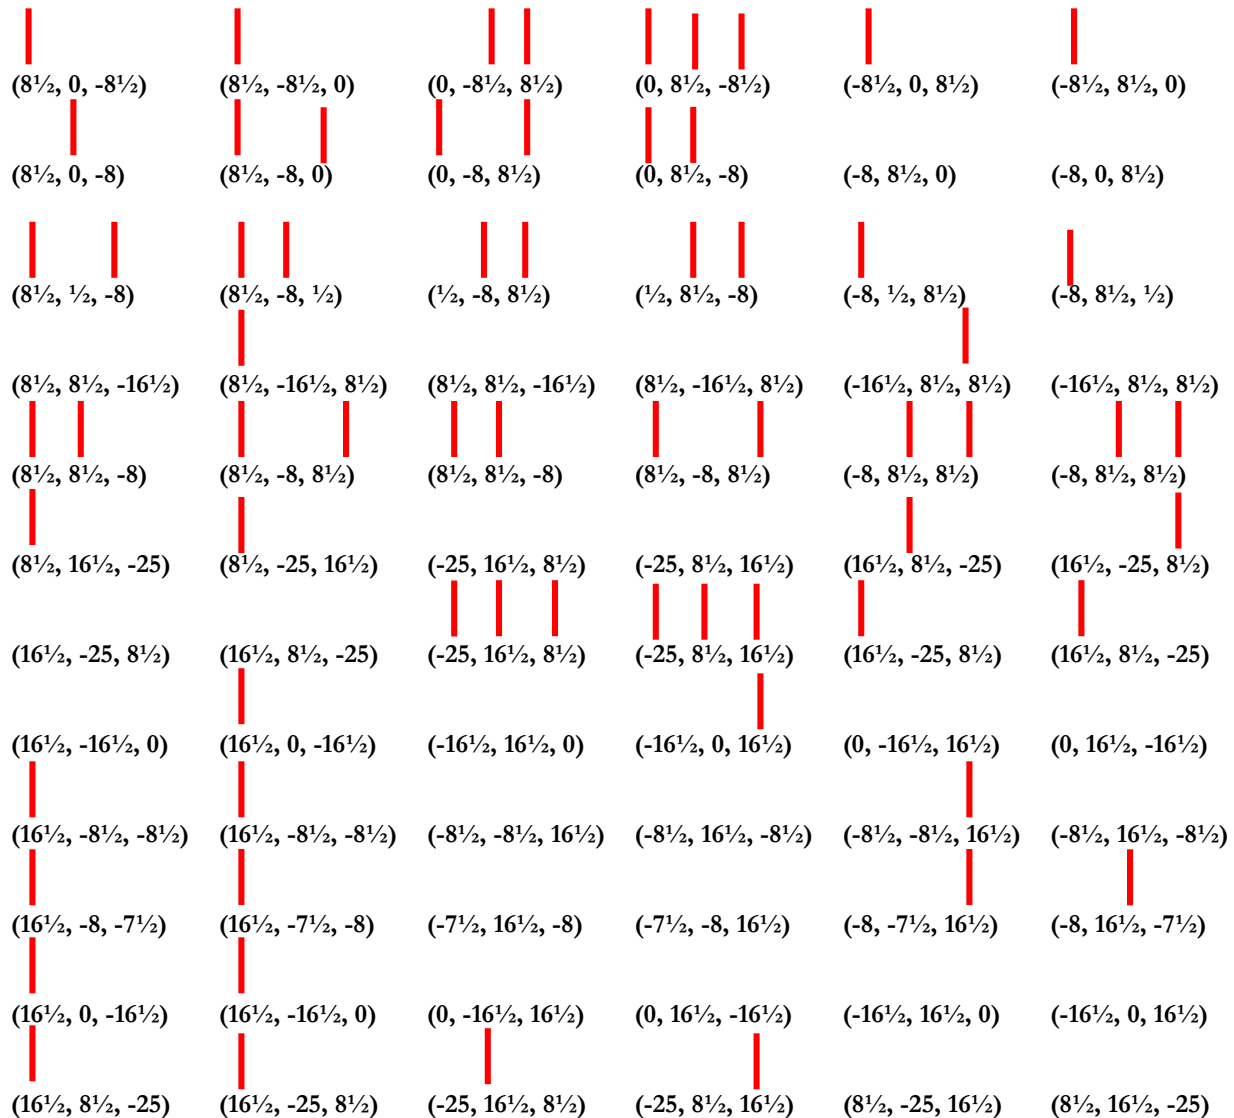 (8½, 0, -8½) (8½, -8½, 0) (0, -8½, 8½) (0, 8½, -8½) (-8½, 0, 8½) (-8½, 8½, 0)
(8½, 0, -8) (8½, -8, 0) (0, -8, 8½) (0, 8½, -8) (-8, 8½, 0) (-8, 0, 8½)
(8½, ½, -8) (8½, -8, ½) (½, -8, 8½) (½, 8½, -8) (-8, ½, 8½) (-8, 8½, ½)
(8½, 8½, -16½) (8½, -16½, 8½) (8½, 8½, -16½) (8½, -16½, 8½) (-16½, 8½, 8½) (-16½, 8½, 8½)
(8½, 8½, -8) (8½, -8, 8½) (8½, 8½, -8) (8½, -8, 8½) (-8, 8½, 8½) (-8, 8½, 8½)
(8½, 16½, -25) (8½, -25, 16½) (-25, 16½, 8½) (-25, 8½, 16½) (16½, 8½, -25) (16½, -25, 8½)
(16½, -25, 8½) (16½, 8½, -25) (-25, 16½, 8½) (-25, 8½, 16½) (16½, -25, 8½) (16½, 8½, -25)
(16½, -16½, 0) (16½, 0, -16½) (-16½, 16½, 0) (-16½, 0, 16½) (0, -16½, 16½) (0, 16½, -16½)
(16½, -8½, -8½) (16½, -8½, -8½) (-8½, -8½, 16½) (-8½, 16½, -8½) (-8½, -8½, 16½) (-8½, 16½, -8½)
(16½, -8, -7½) (16½, -7½, -8) (-7½, 16½, -8) (-7½, -8, 16½) (-8, -7½, 16½) (-8, 16½, -7½)
(16½, 0, -16½) (16½, -16½, 0) (0, -16½, 16½) (0, 16½, -16½) (-16½, 16½, 0) (-16½, 0, 16½)
(16½, 8½, -25) (16½, -25, 8½) (-25, 16½, 8½) (-25, 8½, 16½) (8½, -25, 16½) (8½, 16½, -25)